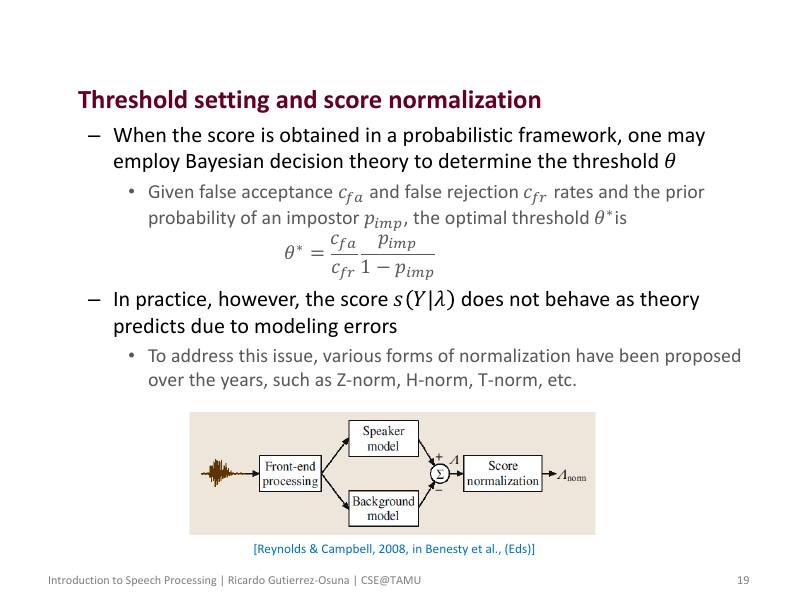 Threshold setting and score normalization
– When the score is obtained in a probabilistic framework, one may
employ Bayesian decision theory to determine the threshold θ
• Given false acceptance c_fa and false rejection c_fr rates and the prior
probability of an impostor p_imp, the optimal threshold θ* is
θ* = c_fa/c_fr p_imp/(1 − p_imp)
– In practice, however, the score s(Y|λ) does not behave as theory
predicts due to modeling errors
• To address this issue, various forms of normalization have been proposed
over the years, such as Z-norm, H-norm, T-norm, etc.
Speaker
model
Front-end
processing
Background
model
+
Σ
−
Λ
Score
normalization
Λnorm
[Reynolds & Campbell, 2008, in Benesty et al., (Eds)]
Introduction to Speech Processing | Ricardo Gutierrez-Osuna | CSE@TAMU
19